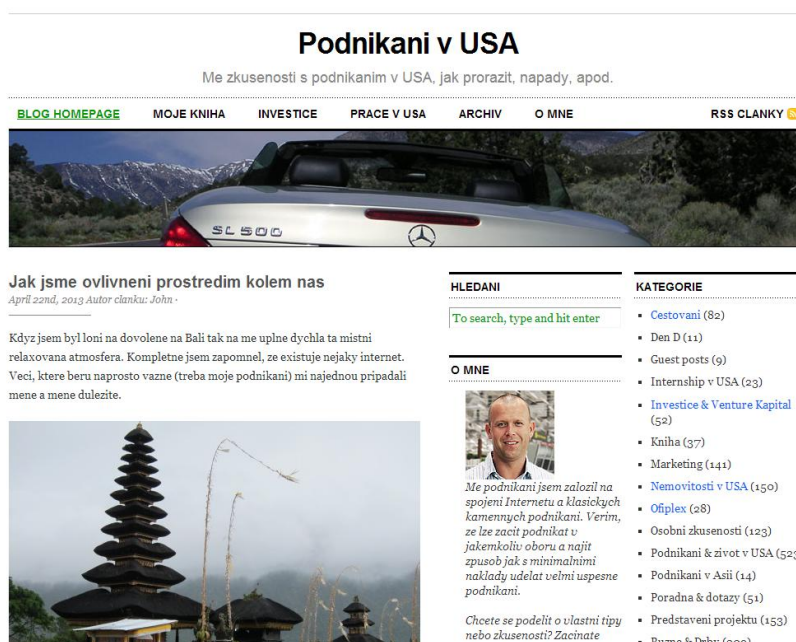 Podnikani v USA
Me zkusenosti s podnikanim v USA, jak prorazit, napady, apod.
BLOG HOMEPAGE MOJE KNIHA INVESTICE PRACE V USA ARCHIV O MNE RSS CLANKY
SL 500
Jak jsme ovlivneni prostredim kolem nas
April 22nd, 2013 Autor clanku: John ·
Kdyz jsem byl loni na dovolene na Bali tak na me uplne dychla ta mistni
relaxovana atmosfera. Kompletne jsem zapomnel, ze existuje nejaky internet.
Veci, ktere beru naprosto vazne (treba moje podnikani) mi najednou pripadali
mene a mene dulezite.
HLEDANI
To search, type and hit enter
O MNE
Me podnikani jsem zalozil na
spojeni Internetu a klasickych
kamennych podnikani. Verim,
ze lze zacit podnikat v
jakemkoliv oboru a najit
zpusob jak s minimalnimi
naklady udelat velmi uspesne
podnikani.
Chcete se podelit o vlastni tipy
nebo zkusenosti? Zacinate
KATEGORIE
Cestovani (82)
Den D (11)
Guest posts (9)
Internship v USA (23)
Investice & Venture Kapital
(52)
Kniha (37)
Marketing (141)
Nemovitosti v USA (150)
Ofiplex (28)
Osobni zkusenosti (123)
Podnikani & zivot v USA (523
Podnikani v Asii (14)
Poradna & dotazy (51)
Predstaveni projektu (153)